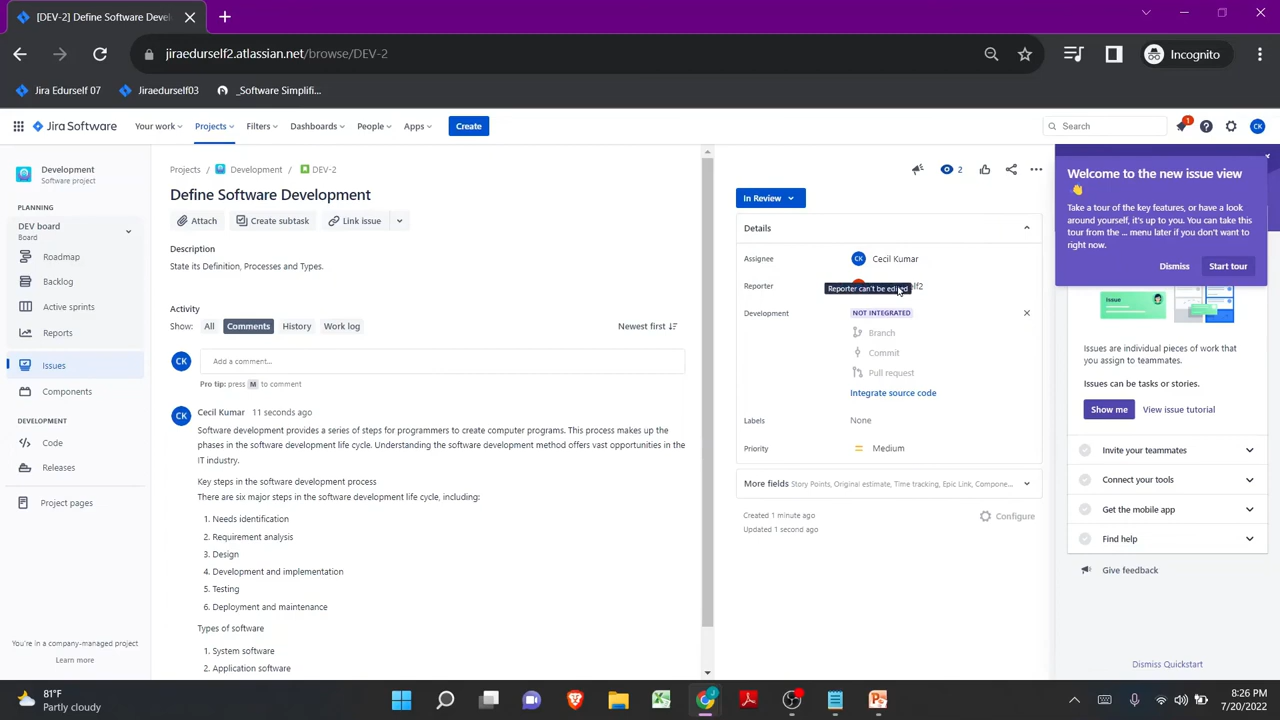 [DEV-2] Define Software Devel
jiraedurself2.atlassian.net/browse/DEV-2
Incognito
Jira Edurself 07
Jiraedurself03
_Software Simplifi...
Jira Software
Your work
Projects
Filters
Dashboards
People
Apps
Create
Search
1
CK
Development
Software project
PLANNING
DEV board
Board
Roadmap
Backlog
Active sprints
Reports
Issues
Components
DEVELOPMENT
Code
Releases
Project pages
You're in a company-managed project
Learn more
Projects / Development / DEV-2
Define Software Development
Attach
Create subtask
Link issue
Description
State its Definition, Processes and Types.
Activity
Show: All Comments History Work log
Newest first
CK
Add a comment...
Pro tip: press M to comment
CK
Cecil Kumar 11 seconds ago
Software development provides a series of steps for programmers to create computer programs. This process makes up the
phases in the software development life cycle. Understanding the software development method offers vast opportunities in the
IT industry.
Key steps in the software development process
There are six major steps in the software development life cycle, including:
1. Needs identification
2. Requirement analysis
3. Design
4. Development and implementation
5. Testing
6. Deployment and maintenance
Types of software
1. System software
2. Application software
2
In Review
Details
Assignee
CK Cecil Kumar
Reporter
Reporter can't be edited
Development
NOT INTEGRATED
Branch
Commit
Pull request
Integrate source code
Labels
None
Priority
Medium
More fields Story Points, Original estimate, Time tracking, Epic Link, Compone...
Created 1 minute ago
Updated 1 second ago
Configure
Welcome to the new issue view
Take a tour of the key features, or have a look
around yourself, it's up to you. You can take this
tour from the ... menu later if you don't want to
right now.
Dismiss
Start tour
Issue
Issues are individual pieces of work that
you assign to teammates.
Issues can be tasks or stories.
Show me
View issue tutorial
Invite your teammates
Connect your tools
Get the mobile app
Find help
Give feedback
Dismiss Quickstart
81°F
Partly cloudy
8:26 PM
7/20/2022